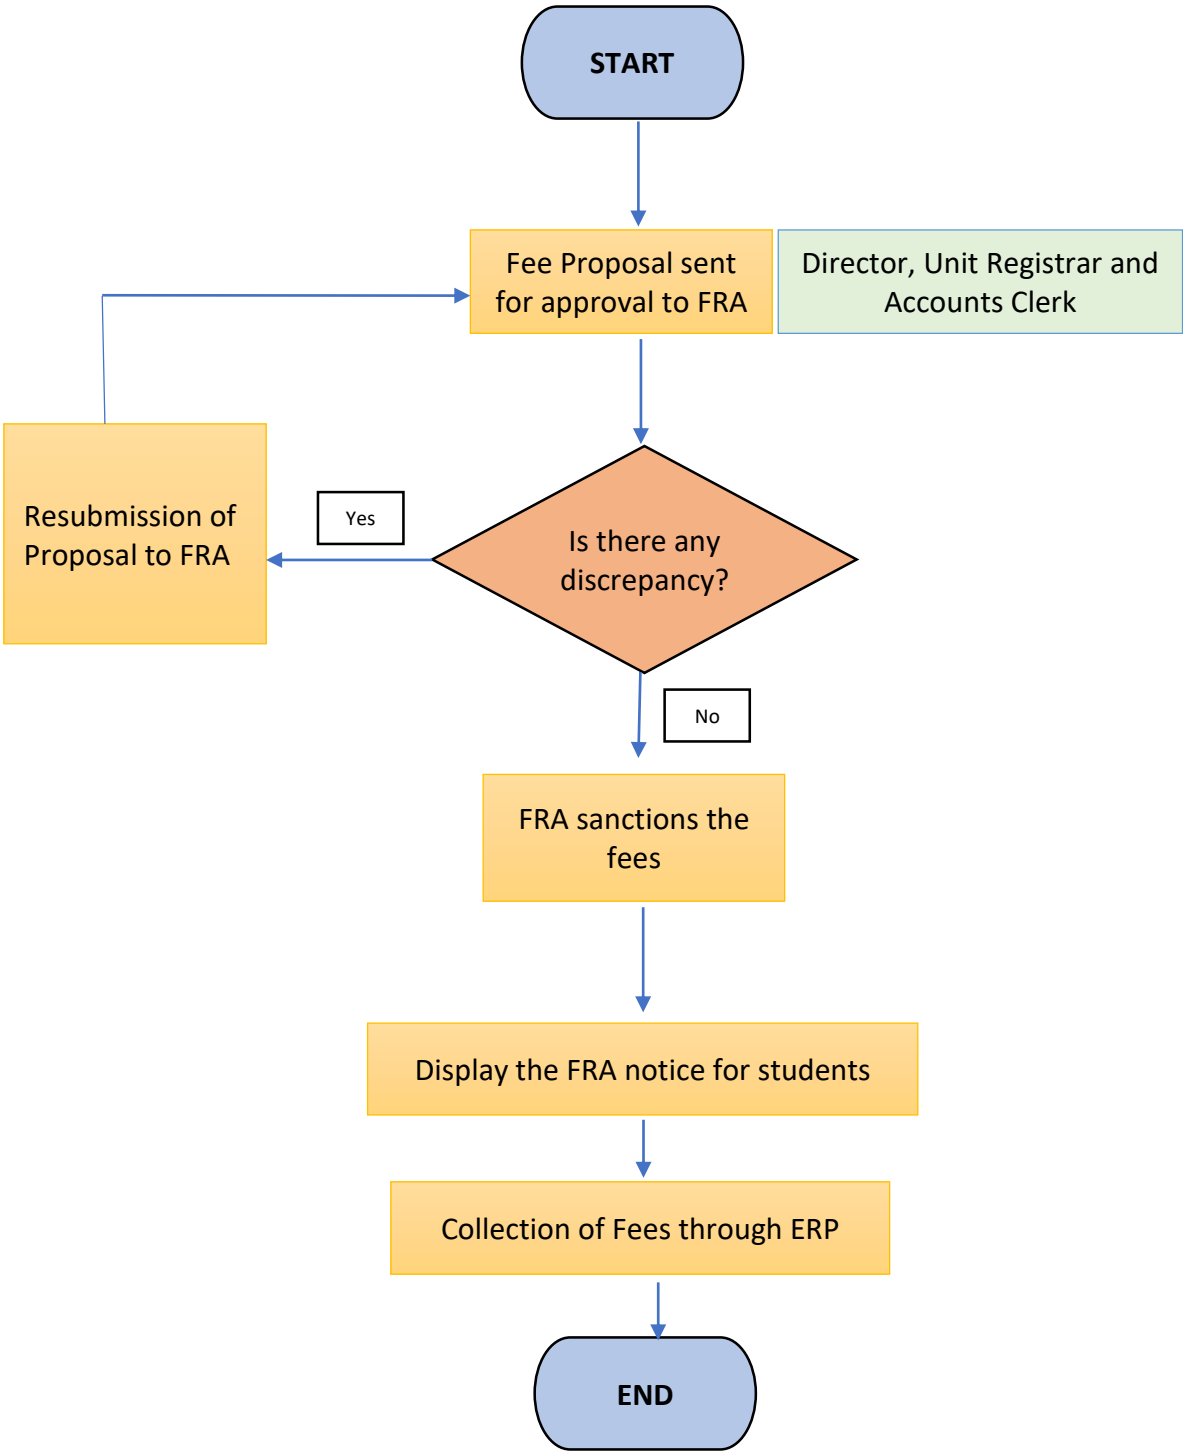 START
Fee Proposal sent
for approval to FRA
Director, Unit Registrar and
Accounts Clerk
Resubmission of
Proposal to FRA
Yes
Is there any
discrepancy?
No
FRA sanctions the
fees
Display the FRA notice for students
Collection of Fees through ERP
END